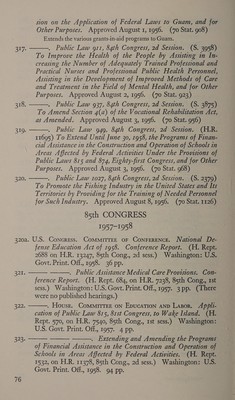 sion on the Application of Federal Laws to Guam, and for
Other Purposes. Approved August 1, 1956. (70 Stat. 908)
Extends the various grants-in-aid programs to Guam.
317. ———. Public Law 911, 84th Congress, 2d Session. (S. 3958)
To Improve the Health of the People by Assisting in In-
creasing the Number of Adequately Trained Professional and
Practical Nurses and Professional Public Health Personnel,
Assisting in the Development of Improved Methods of Care
and Treatment in the Field of Mental Health, and for Other
Purposes. Approved August 2, 1956. (70 Stat. 923)
318. ———. Public Law 937, 84th Congress, 2d Session. (S. 3875)
To Amend Section 4(a) of the Vocational Rehabilitation Act,
as Amended. Approved August 3, 1956. (70 Stat. 956)
319. ———. Public Law 949, 84th Congress, 2d Session. (H.R.
11695) To Extend Until June 30, 1958, the Programs of Finan-
cial Assistance in the Construction and Operation of Schools in
Areas Affected by Federal Activities Under the Provisions of
Public Laws 815 and 874, Eighty-first Congress, and for Other
Purposes. Approved August 3, 1956. (70 Stat. 968)
320. ———. Public Law 1027, 84th Congress, 2d Session. (S. 2379)
To Promote the Fishing Industry in the United States and Its
Territories by Providing for the Training of Needed Personnel
for Such Industry. Approved August 8, 1956. (70 Stat. 1126)
85th CONGRESS
1957–1958
320a. U.S. Congress. Committee of Conference. National De-
fense Education Act of 1958. Conference Report. (H. Rept.
2688 on H.R. 13247, 85th Cong., 2d sess.) Washington: U.S.
Govt. Print. Off., 1958. 36 pp.
321. ———. ———. Public Assistance Medical Care Provisions. Con-
ference Report. (H. Rept. 684, on H.R. 7238, 85th Cong., 1st
sess.) Washington: U.S. Govt. Print. Off., 1957. 3 pp. (There
were no published hearings.)
322. ———. House. Committee on Education and Labor. Appli-
cation of Public Law 815, 81st Congress, to Wake Island. (H.
Rept. 570, on H.R. 7540, 85th Cong., 1st sess.) Washington:
U.S. Govt. Print. Off., 1957. 4 pp.
323. ———. ———. ———. Extending and Amending the Programs
of Financial Assistance in the Construction and Operation of
Schools in Areas Affected by Federal Activities. (H. Rept.
1532, on H.R. 11378, 85th Cong., 2d sess.) Washington: U.S.
Govt. Print. Off., 1958. 94 pp.
76